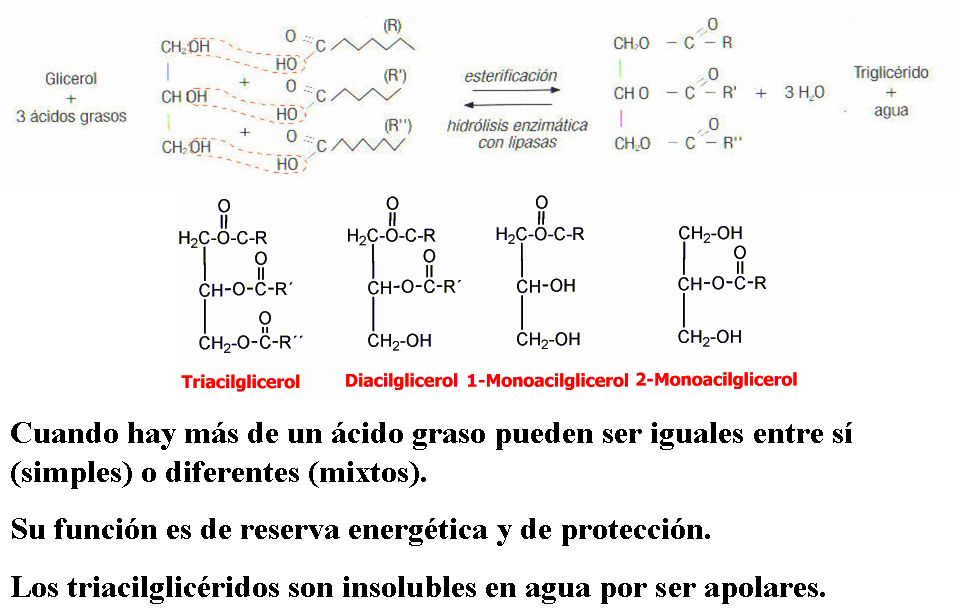 Glicerol
+
3 ácidos grasos
CH₂OH
CHOH
CH₂OH
+
+
O
C
HO
(R)
O
C
HO
(R')
O
C
HO
(R'')
esterificación
hidrólisis enzimática
con lipasas
O
CH₂O – C – R
O
CHO – C – R' + 3 H₂O
O
CH₂O – C – R''
Triglicérido
+
agua
O
H₂C-O-C-R
O
CH-O-C-R´
O
CH₂-O-C-R´´
Triacilglicerol
O
H₂C-O-C-R
O
CH-O-C-R´
CH₂-OH
Diacilglicerol
O
H₂C-O-C-R
CH-OH
CH₂-OH
1-Monoacilglicerol
CH₂-OH
O
CH-O-C-R
CH₂-OH
2-Monoacilglicerol
Cuando hay más de un ácido graso pueden ser iguales entre sí
(simples) o diferentes (mixtos).
Su función es de reserva energética y de protección.
Los triacilglicéridos son insolubles en agua por ser apolares.